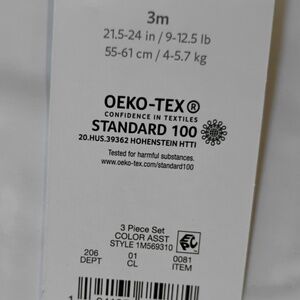 3m
21.5-24 in / 9-12.5 lb
55-61 cm / 4-5.7 kg
OEKO-TEX®
CONFIDENCE IN TEXTILES
STANDARD 100
20.HUS.39362 HOHENSTEIN HTTI
Tested for harmful substances.
www.oeko-tex.com/standard100
3 Piece Set
COLOR ASST
STYLE 1M569310
206 01 0081
DEPT CL ITEM